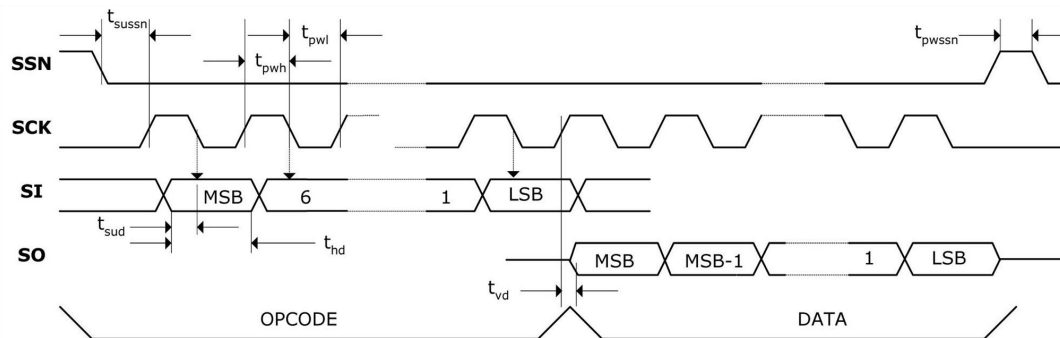 t_sussn
t_pwl
t_pwssn
t_pwh
SSN
SCK
SI MSB 6 1 LSB
t_sud
t_hd
SO MSB MSB-1 1 LSB
t_vd
OPCODE DATA